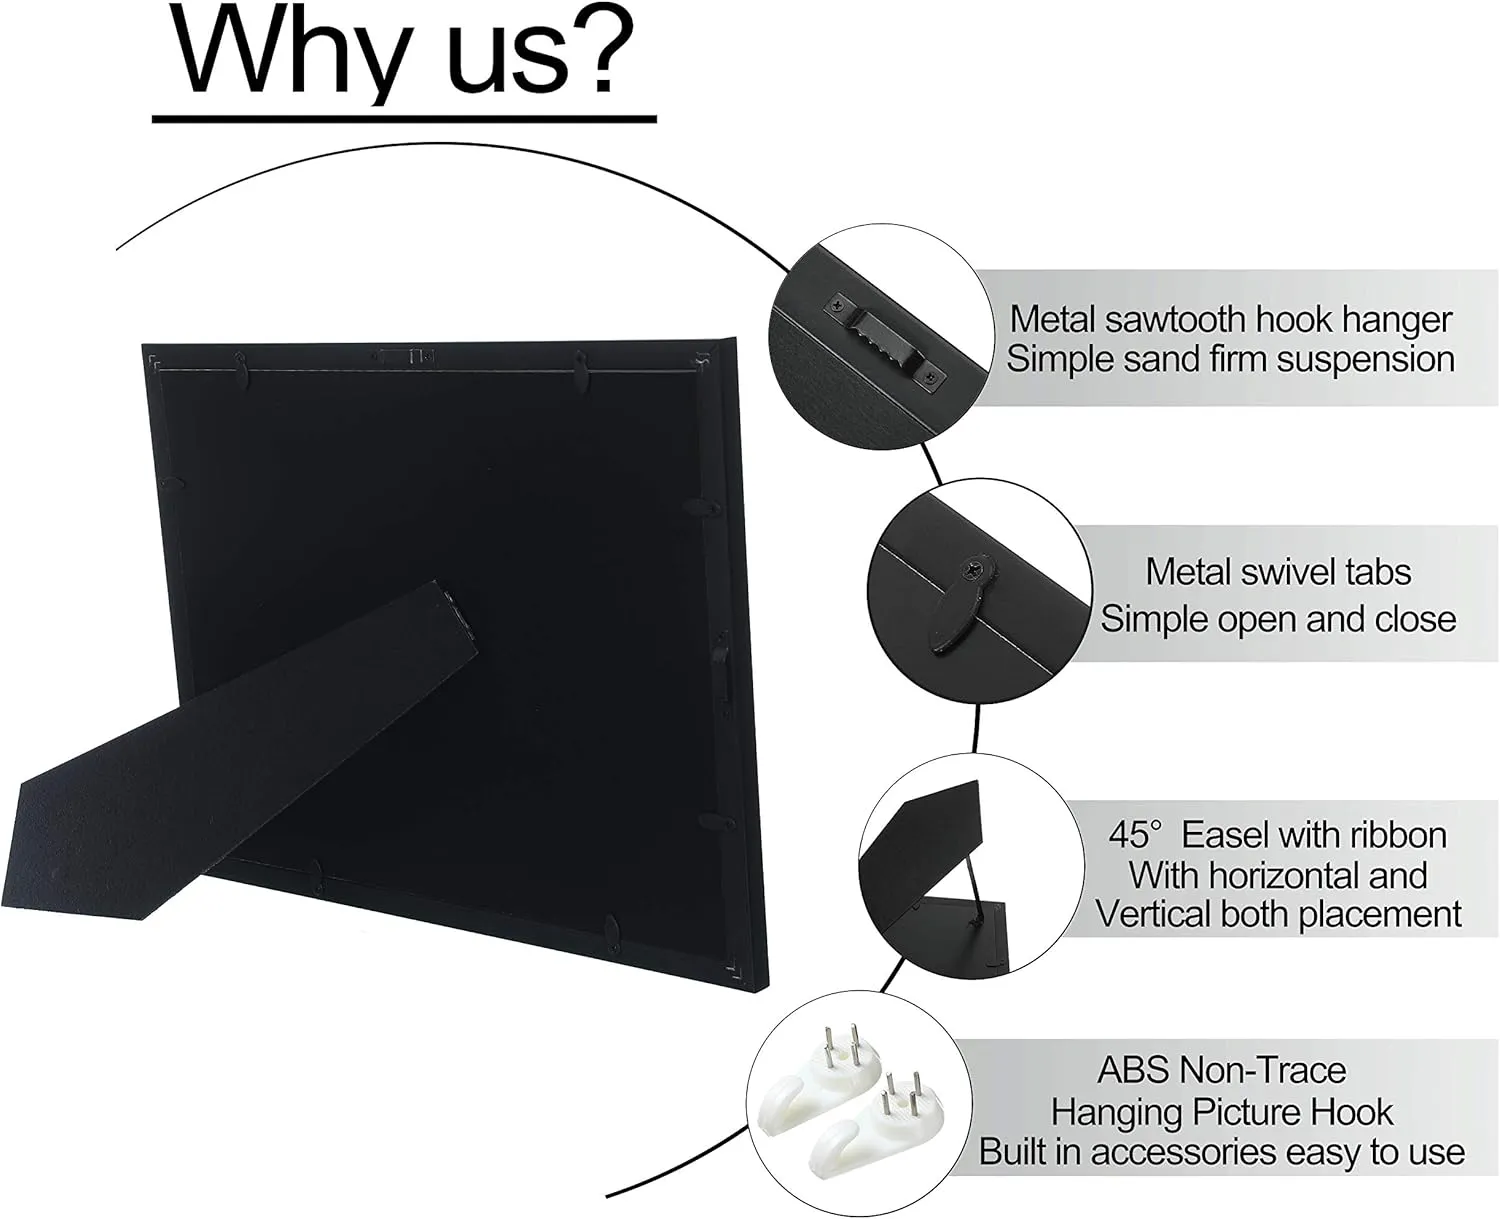 Why us?
Metal sawtooth hook hanger
Simple sand firm suspension
Metal swivel tabs
Simple open and close
45° Easel with ribbon
With horizontal and
Vertical both placement
ABS Non-Trace
Hanging Picture Hook
Built in accessories easy to use